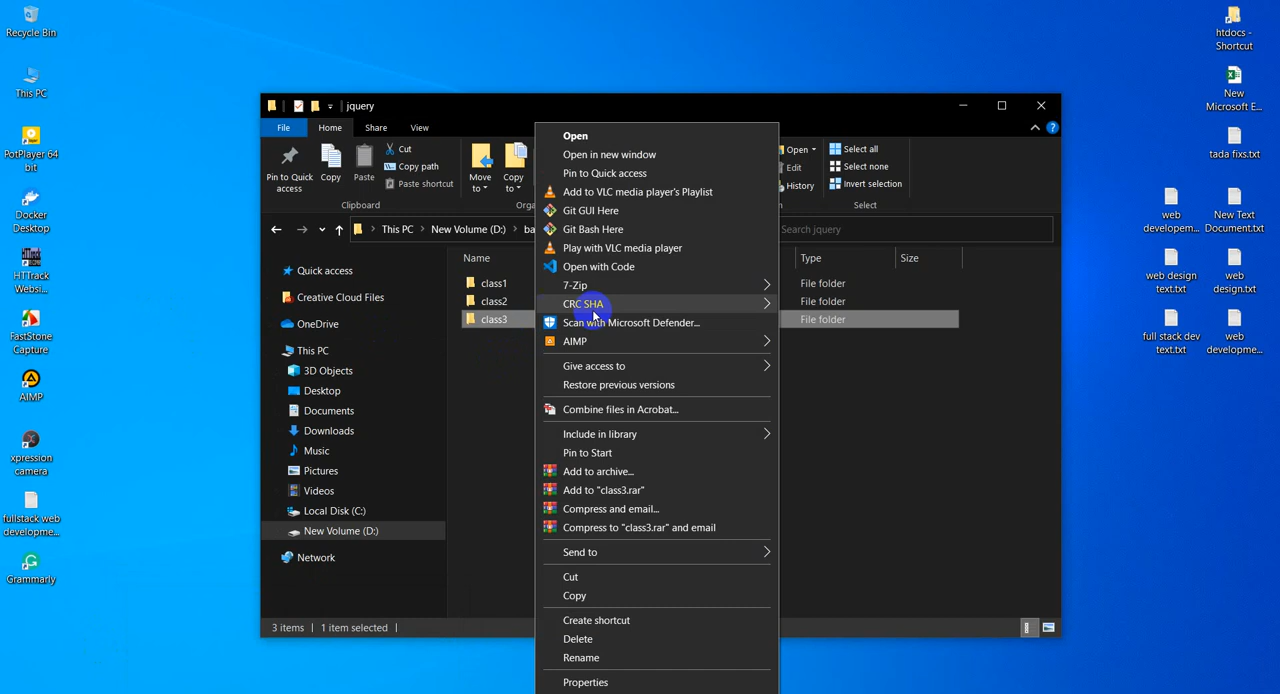 Recycle Bin
This PC
PotPlayer 64
bit
Docker
Desktop
HTTrack
Websi...
FastStone
Capture
AIMP
xpression
camera
fullstack web
developme...
Grammarly
jquery
File
Home
Share
View
Pin to Quick
access
Copy
Paste
Cut
Copy path
Paste shortcut
Clipboard
Move
to
Copy
to
Orga
Open
Edit
History
Select all
Select none
Invert selection
Select
This PC
New Volume (D:)
ba
Search jquery
Quick access
Creative Cloud Files
OneDrive
This PC
3D Objects
Desktop
Documents
Downloads
Music
Pictures
Videos
Local Disk (C:)
New Volume (D:)
Network
Name
Type
Size
class1
File folder
class2
File folder
class3
File folder
3 items
1 item selected
Open
Open in new window
Pin to Quick access
Add to VLC media player's Playlist
Git GUI Here
Git Bash Here
Play with VLC media player
Open with Code
7-Zip
CRC SHA
Scan with Microsoft Defender...
AIMP
Give access to
Restore previous versions
Combine files in Acrobat...
Include in library
Pin to Start
Add to archive...
Add to "class3.rar"
Compress and email...
Compress to "class3.rar" and email
Send to
Cut
Copy
Create shortcut
Delete
Rename
Properties
htdocs -
Shortcut
New
Microsoft E...
tada fixs.txt
web
developem...
New Text
Document.txt
web design
text.txt
web
design.txt
full stack dev
text.txt
web
developme...